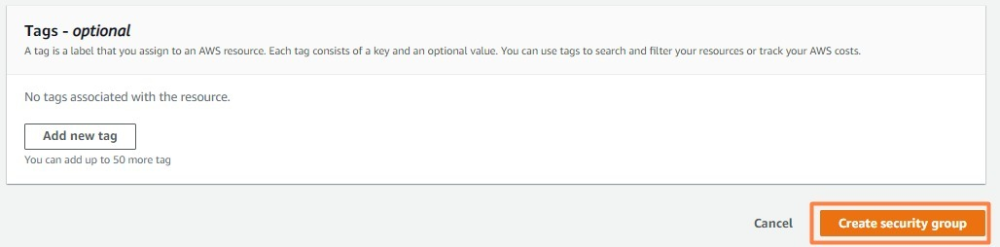 Tags - optional
A tag is a label that you assign to an AWS resource. Each tag consists of a key and an optional value. You can use tags to search and filter your resources or track your AWS costs.
No tags associated with the resource.
Add new tag
You can add up to 50 more tag
Cancel
Create security group